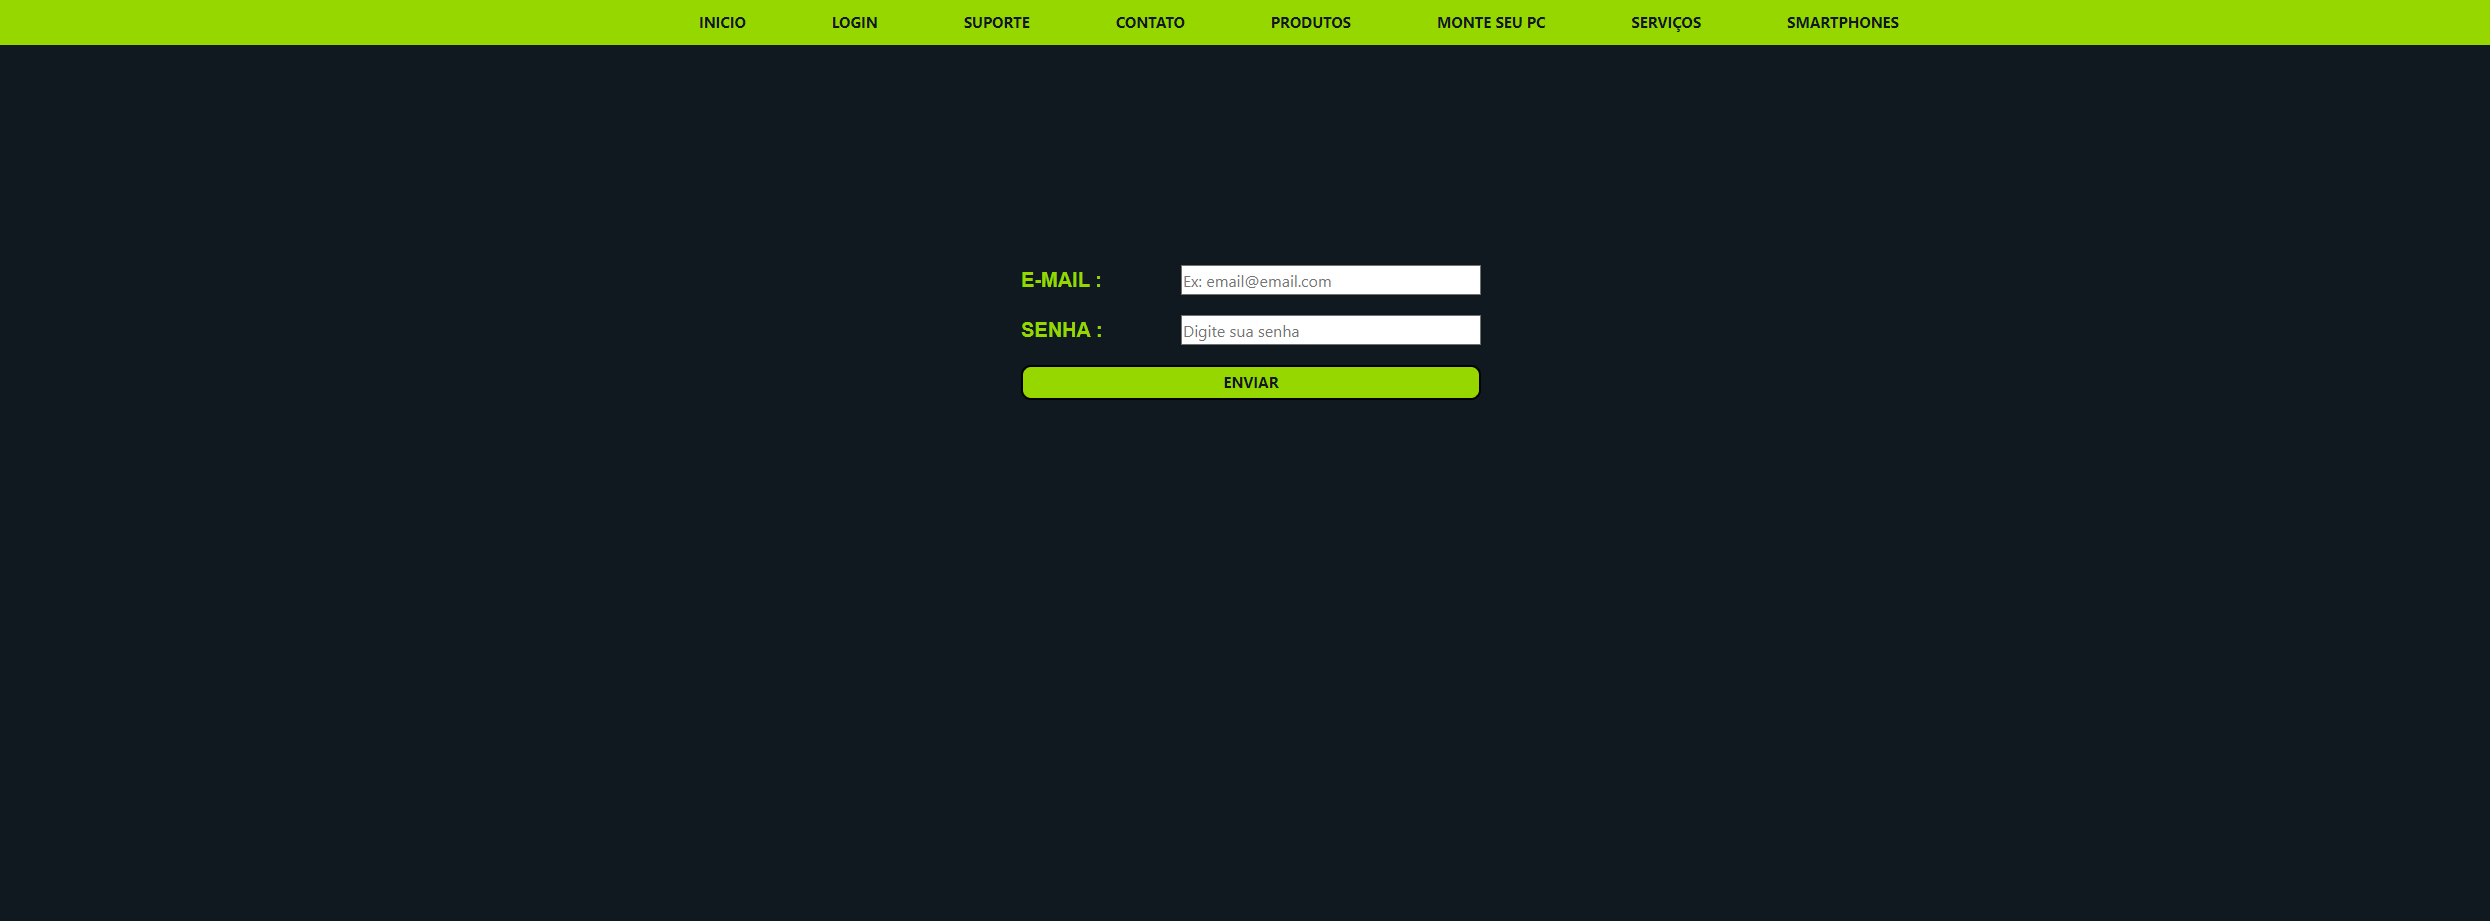 INICIO LOGIN SUPORTE CONTATO PRODUTOS MONTE SEU PC SERVIÇOS SMARTPHONES
E-MAIL : Ex: email@email.com
SENHA : Digite sua senha
ENVIAR